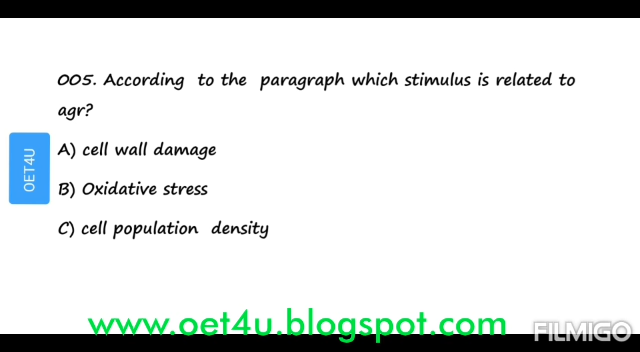 005. According to the paragraph which stimulus is related to
agr?
A) cell wall damage
OET4U
B) Oxidative stress
C) cell population density
www.oet4u.blogspot.com
FILMIGO